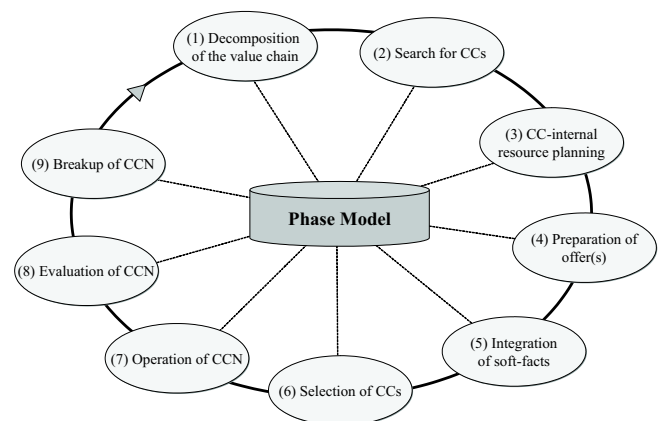 (1) Decomposition
of the value chain
(2) Search for CCs
(3) CC-internal
resource planning
(4) Preparation of
offer(s)
(5) Integration
of soft-facts
(6) Selection of CCs
(7) Operation of CCN
(8) Evaluation of CCN
(9) Breakup of CCN
Phase Model